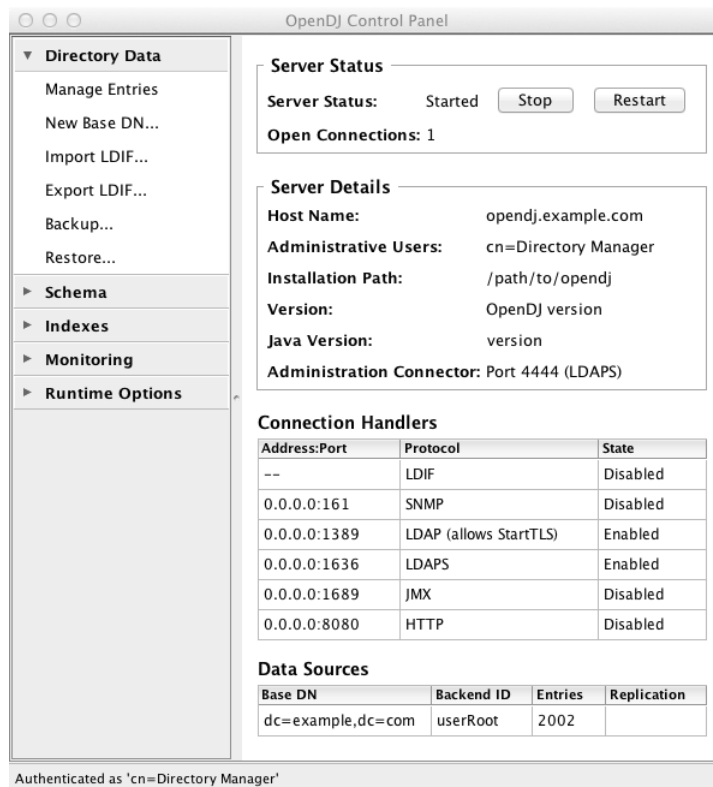 OpenDJ Control Panel
Directory Data
Manage Entries
New Base DN...
Import LDIF...
Export LDIF...
Backup...
Restore...
Schema
Indexes
Monitoring
Runtime Options
Server Status
Server Status: Started Stop Restart
Open Connections: 1
Server Details
Host Name: opendj.example.com
Administrative Users: cn=Directory Manager
Installation Path: /path/to/opendj
Version: OpenDJ version
Java Version: version
Administration Connector: Port 4444 (LDAPS)
Connection Handlers
Address:Port Protocol State
-- LDIF Disabled
0.0.0.0:161 SNMP Disabled
0.0.0.0:1389 LDAP (allows StartTLS) Enabled
0.0.0.0:1636 LDAPS Enabled
0.0.0.0:1689 JMX Disabled
0.0.0.0:8080 HTTP Disabled
Data Sources
Base DN Backend ID Entries Replication
dc=example,dc=com userRoot 2002
Authenticated as 'cn=Directory Manager'